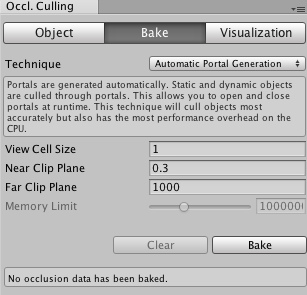 Occl. Culling
Object
Bake
Visualization
Technique
Automatic Portal Generation
Portals are generated automatically. Static and dynamic objects
are culled through portals. This allows you to open and close
portals at runtime. This technique will cull objects most
accurately but also has the most performance overhead on the
CPU.
View Cell Size
1
Near Clip Plane
0.3
Far Clip Plane
1000
Memory Limit
Clear
Bake
No occlusion data has been baked.